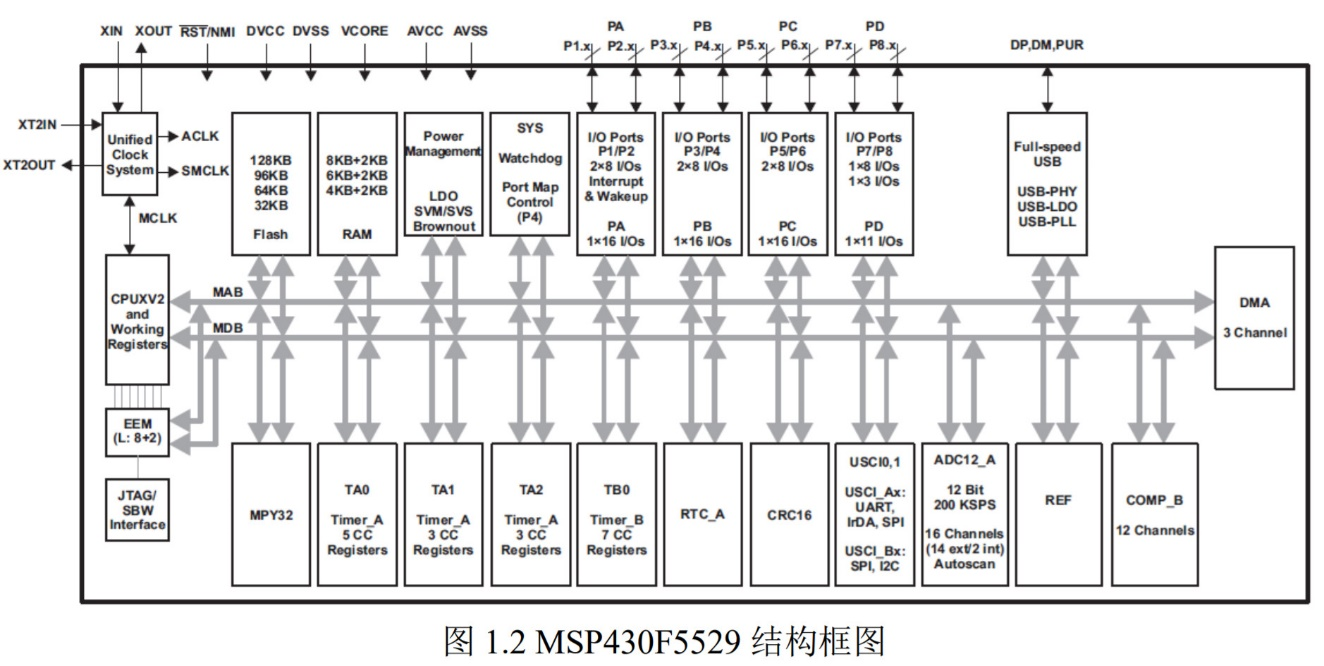 PA PB PC PD
XIN XOUT RST/NMI DVCC DVSS VCORE AVCC AVSS P1.x P2.x P3.x P4.x P5.x P6.x P7.x P8.x DP,DM,PUR
XT2IN
XT2OUT
Unified
Clock
System
ACLK
SMCLK
MCLK
128KB
96KB
64KB
32KB
Flash
8KB+2KB
6KB+2KB
4KB+2KB
RAM
Power
Management
LDO
SVM/SVS
Brownout
SYS
Watchdog
Port Map
Control
(P4)
I/O Ports
P1/P2
2×8 I/Os
Interrupt
& Wakeup
PA
1×16 I/Os
I/O Ports
P3/P4
2×8 I/Os
PB
1×16 I/Os
I/O Ports
P5/P6
2×8 I/Os
PC
1×16 I/Os
I/O Ports
P7/P8
1×8 I/Os
1×3 I/Os
PD
1×11 I/Os
Full-speed
USB
USB-PHY
USB-LDO
USB-PLL
CPUXV2
and
Working
Registers
MAB
MDB
DMA
3 Channel
EEM
(L: 8+2)
JTAG/
SBW
Interface
MPY32
TA0
Timer_A
5 CC
Registers
TA1
Timer_A
3 CC
Registers
TA2
Timer_A
3 CC
Registers
TB0
Timer_B
7 CC
Registers
RTC_A
CRC16
USCI0,1
USCI_Ax:
UART,
IrDA, SPI
USCI_Bx:
SPI, I2C
ADC12_A
12 Bit
200 KSPS
16 Channels
(14 ext/2 int)
Autoscan
REF
COMP_B
12 Channels
图 1.2 MSP430F5529 结构框图